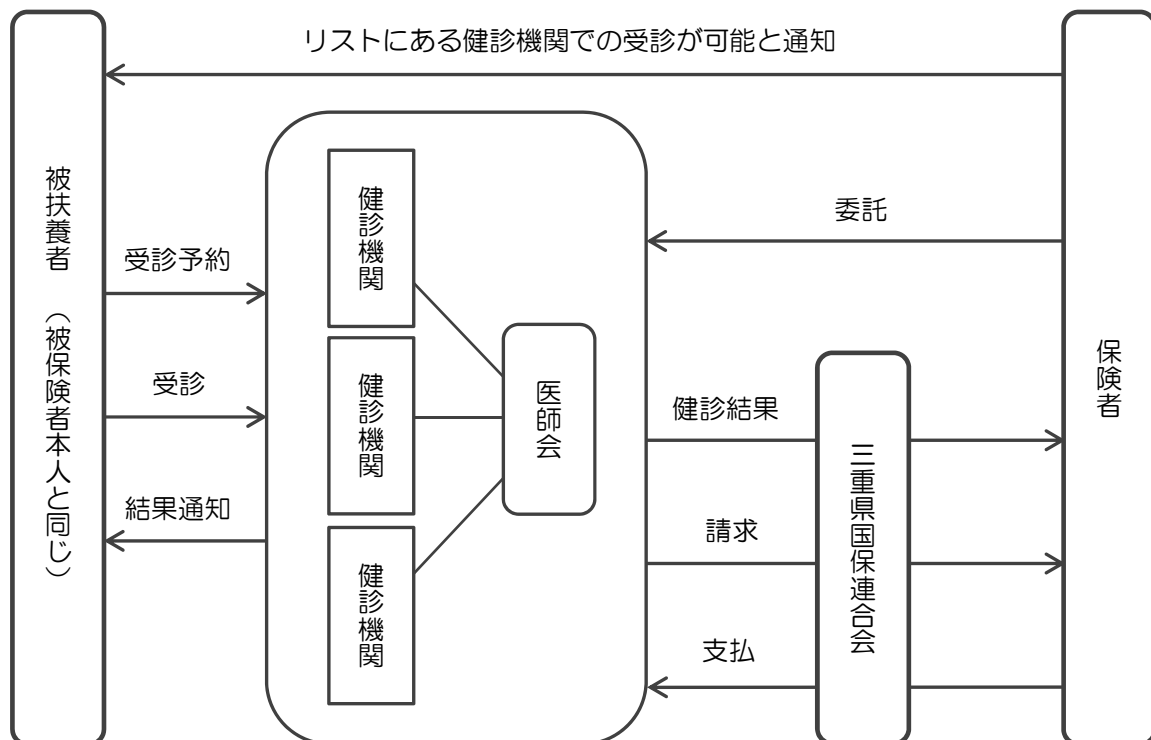 リストにある健診機関での受診が可能と通知
被扶養者 (被保険者本人と同じ)
受診予約
受診
結果通知
健診機関
健診機関
健診機関
医師会
委託
健診結果
請求
支払
三重県国保連合会
保険者